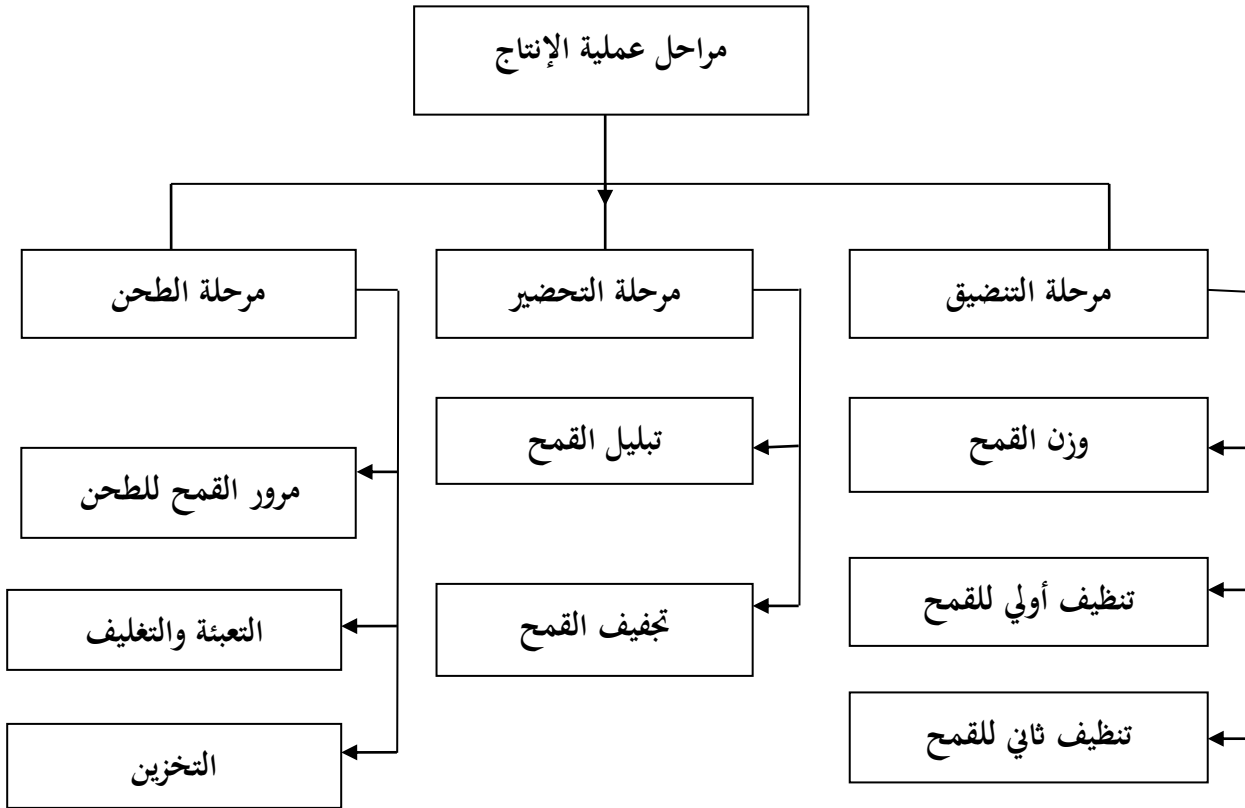 مراحل عملية الإنتاج
مرحلة التنضيق
مرحلة التحضير
مرحلة الطحن
وزن القمح
تبليل القمح
مرور القمح للطحن
تنظيف أولي للقمح
تجفيف القمح
التعبئة والتغليف
تنظيف ثاني للقمح
التخزين